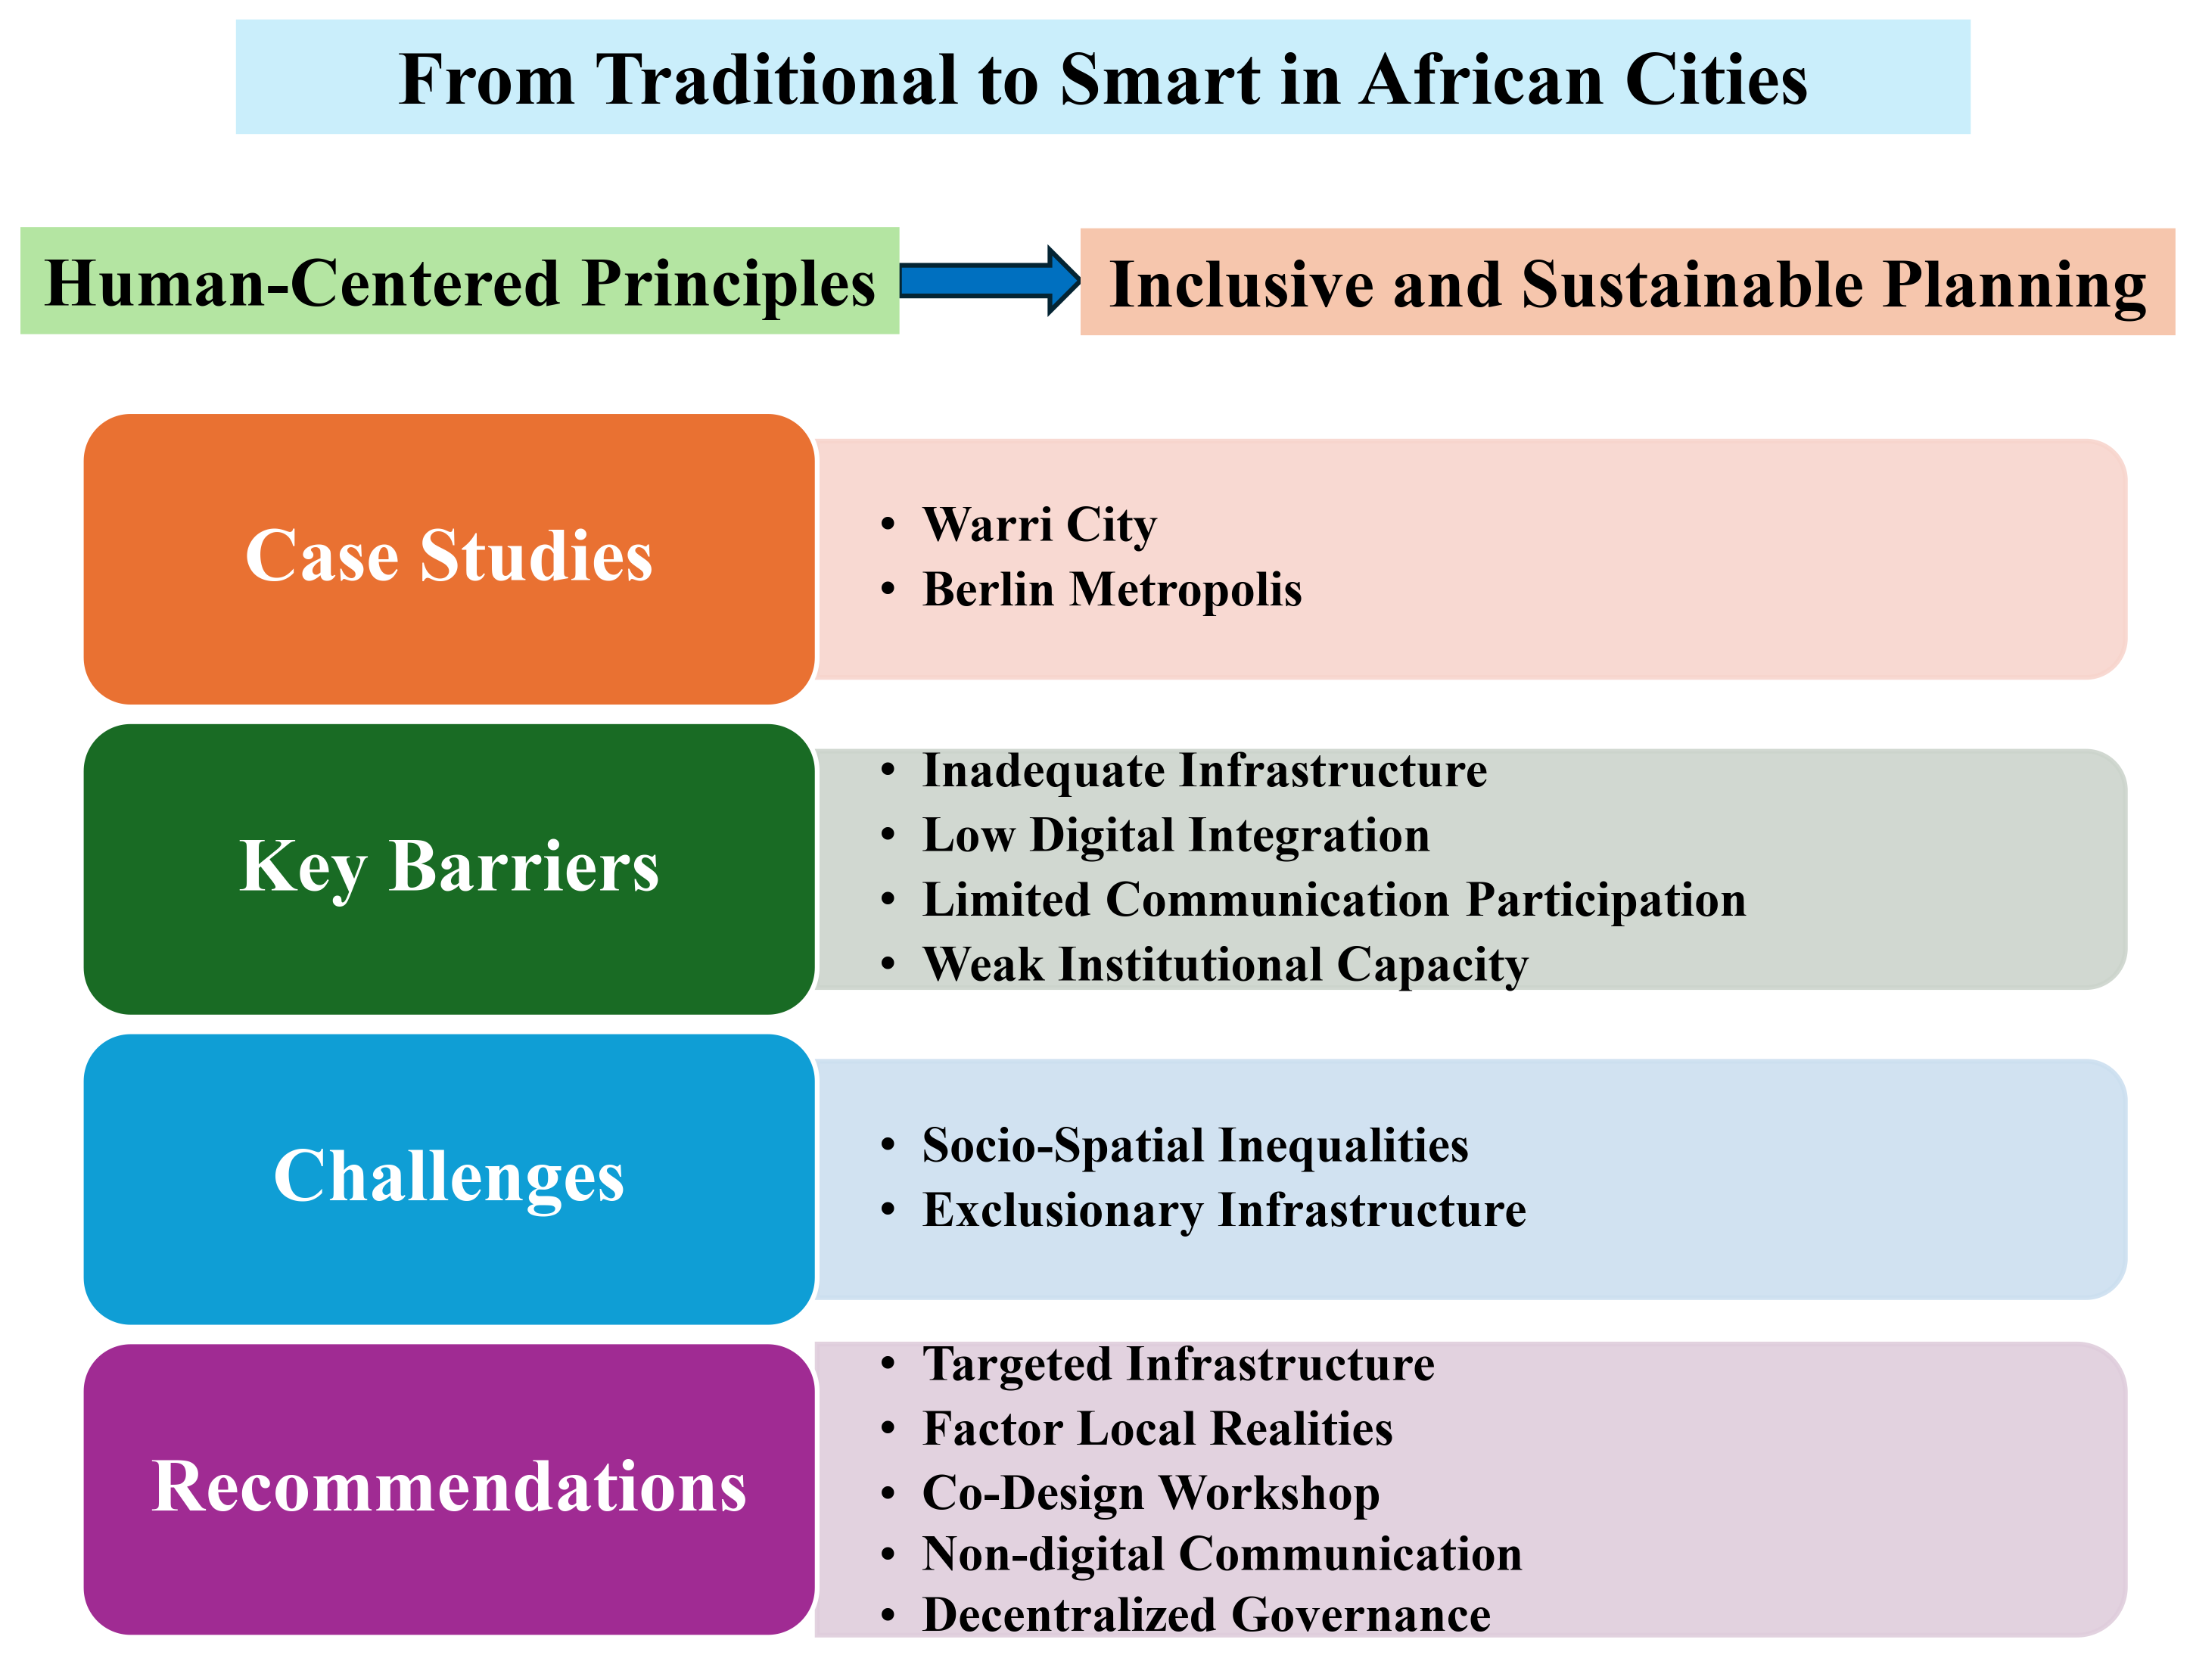 From Traditional to Smart in African Cities
Human-Centered Principles
Inclusive and Sustainable Planning
Case Studies
• Warri City
• Berlin Metropolis
Key Barriers
• Inadequate Infrastructure
• Low Digital Integration
• Limited Communication Participation
• Weak Institutional Capacity
Challenges
• Socio-Spatial Inequalities
• Exclusionary Infrastructure
Recommendations
• Targeted Infrastructure
• Factor Local Realities
• Co-Design Workshop
• Non-digital Communication
• Decentralized Governance